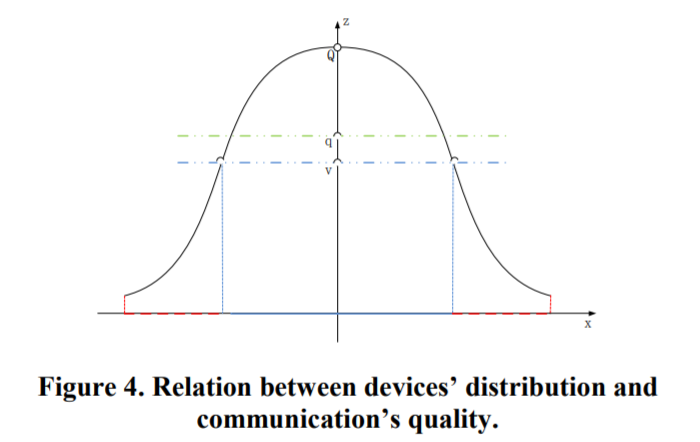 z
Q
q
v
x
Figure 4. Relation between devices’ distribution and
communication’s quality.